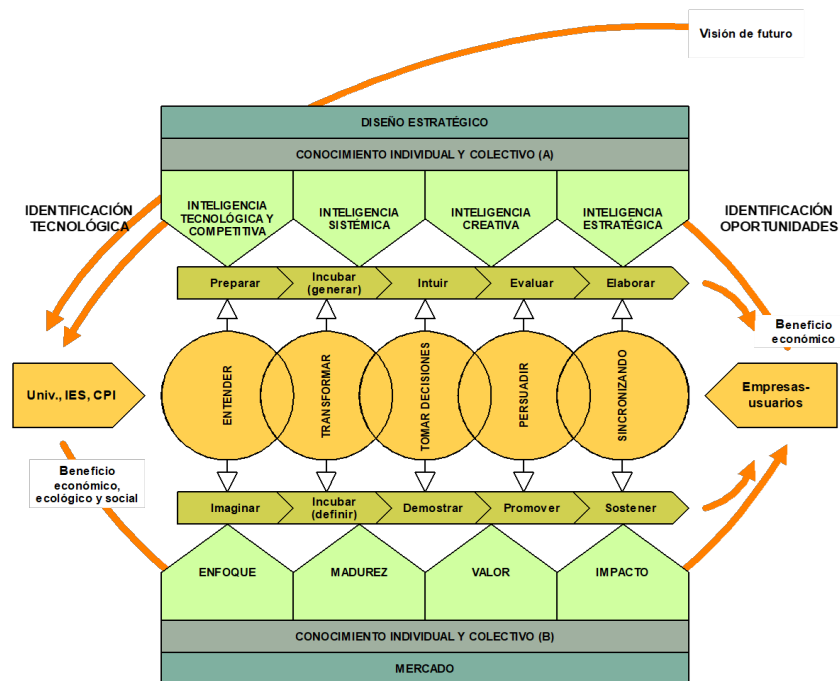 Visión de futuro
DISEÑO ESTRATÉGICO
CONOCIMIENTO INDIVIDUAL Y COLECTIVO (A)
IDENTIFICACIÓN
TECNOLÓGICA
INTELIGENCIA
TECNOLÓGICA Y
COMPETITIVA
INTELIGENCIA
SISTÉMICA
INTELIGENCIA
CREATIVA
INTELIGENCIA
ESTRATÉGICA
IDENTIFICACIÓN
OPORTUNIDADES
Preparar
Incubar
(generar)
Intuir
Evaluar
Elaborar
Beneficio
económico
Univ., IES, CPI
ENTENDER
TRANSFORMAR
TOMAR DECISIONES
PERSUADIR
SINCRONIZANDO
Empresas-
usuarios
Beneficio
económico,
ecológico y social
Imaginar
Incubar
(definir)
Demostrar
Promover
Sostener
ENFOQUE
MADUREZ
VALOR
IMPACTO
CONOCIMIENTO INDIVIDUAL Y COLECTIVO (B)
MERCADO